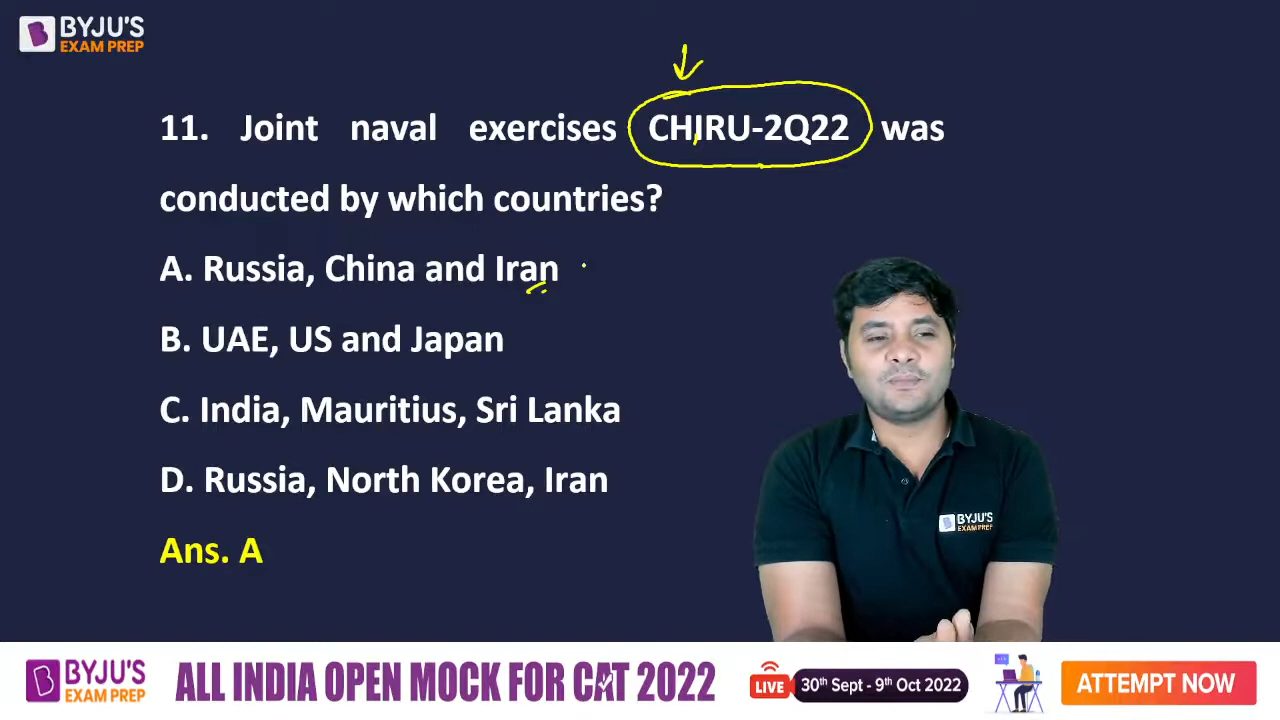 BYJU'S
EXAM PREP
11. Joint naval exercises CHIRU-2Q22 was
conducted by which countries?
A. Russia, China and Iran
B. UAE, US and Japan
C. India, Mauritius, Sri Lanka
D. Russia, North Korea, Iran
Ans. A
BYJU'S
EXAM PREP
BYJU'S
EXAM PREP
ALL INDIA OPEN MOCK FOR CAT 2022
LIVE
30th Sept - 9th Oct 2022
ATTEMPT NOW